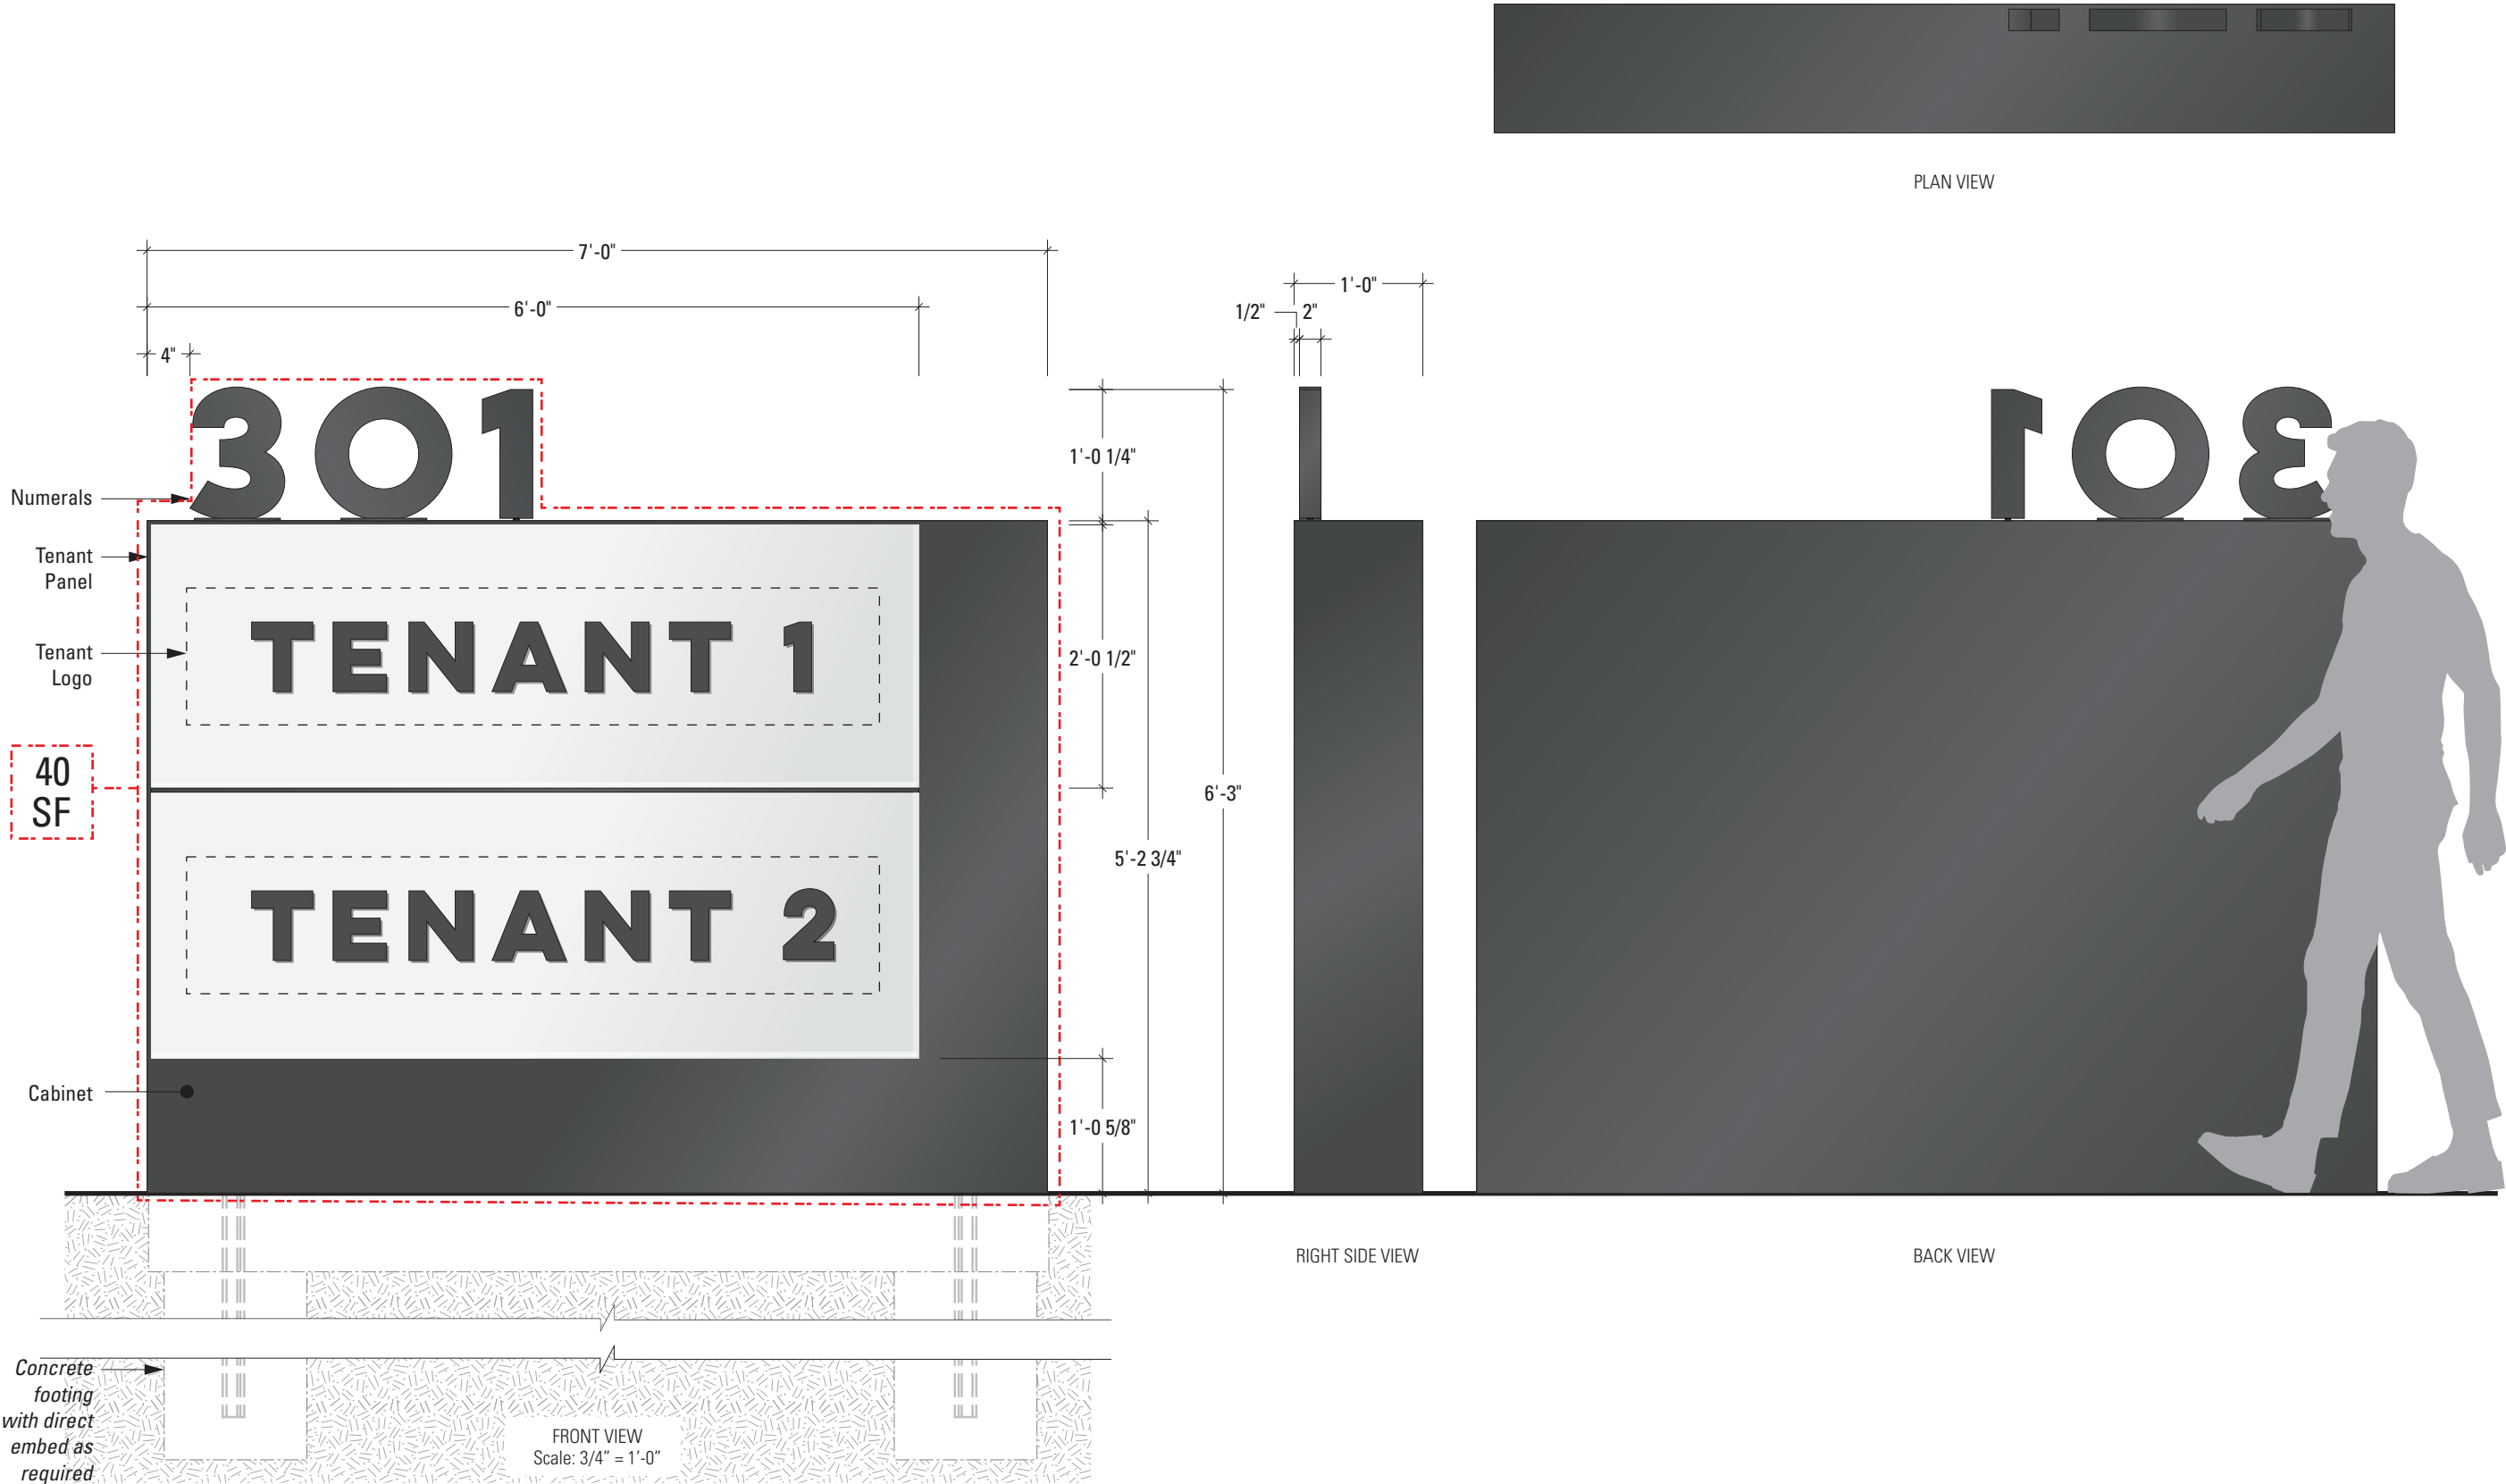 PLAN VIEW
7'-0"
6'-0"
4"
1'-0"
1/2"
2"
301
301
Numerals
1'-0 1/4"
Tenant
Panel
Tenant
Logo
TENANT 1
2'-0 1/2"
40
SF
6'-3"
5'-2 3/4"
TENANT 2
Cabinet
1'-0 5/8"
RIGHT SIDE VIEW
BACK VIEW
Concrete
footing
with direct
embed as
required
FRONT VIEW
Scale: 3/4" = 1'-0"